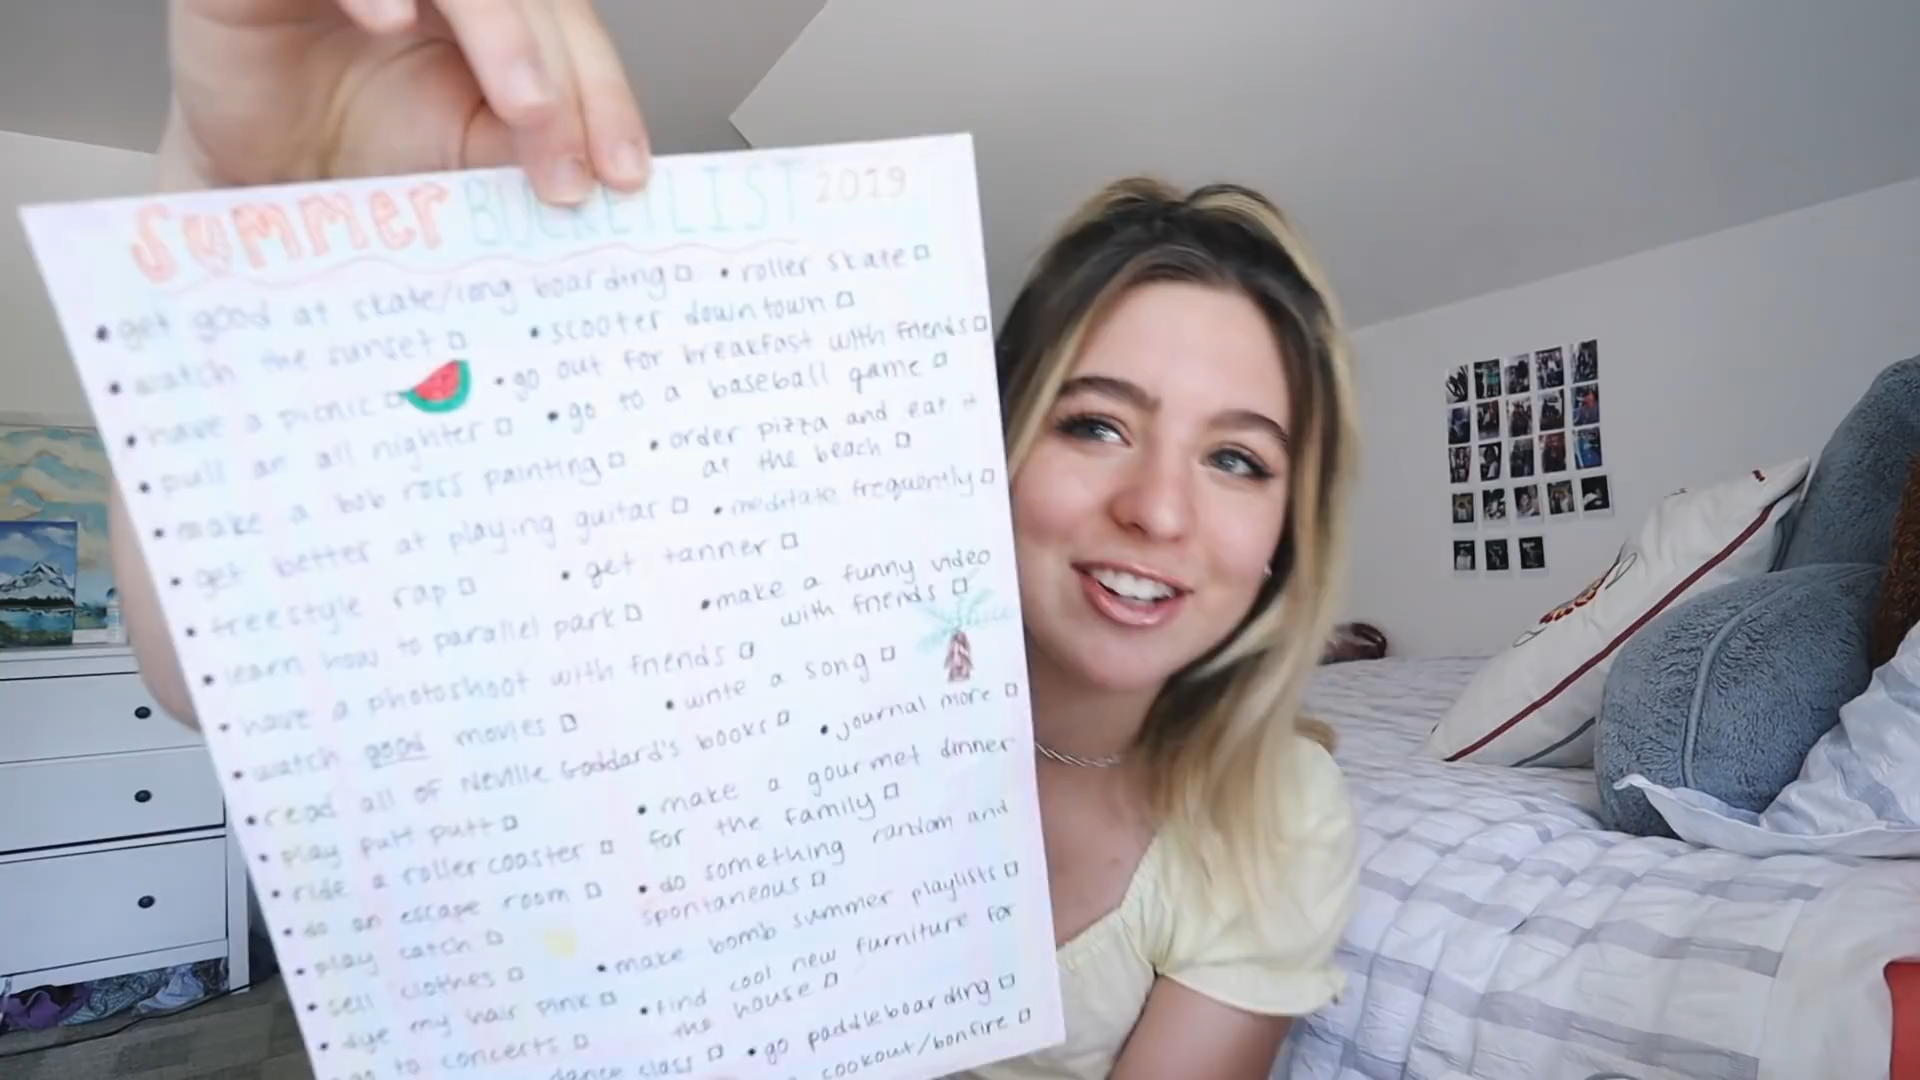 SUMMER BUCKETLIST 2019
• get good at skate/long boarding □ • roller skate □
• watch the sunset □ • scooter downtown □
• have a picnic □ • go out for breakfast with friends □
• pull an all nighter □ • go to a baseball game □
• make a bob ross painting □ • order pizza and eat it
at the beach □
• get better at playing guitar □ • meditate frequently □
• freestyle rap □ • get tanner □
• learn how to parallel park □ • make a funny video
with friends □
• have a photoshoot with friends □
• watch good movies □ • write a song □
• read all of Neville Goddard's books □ • journal more □
• play putt putt □ • make a gourmet dinner
for the family □
• ride a roller coaster □
• do an escape room □ • do something random and
spontaneous □
• play catch □
• sell clothes □ • make bomb summer playlists □
• dye my hair pink □ • find cool new furniture for
the house □
go to concerts □
dance class □ • go paddleboarding □
cookout/bonfire □